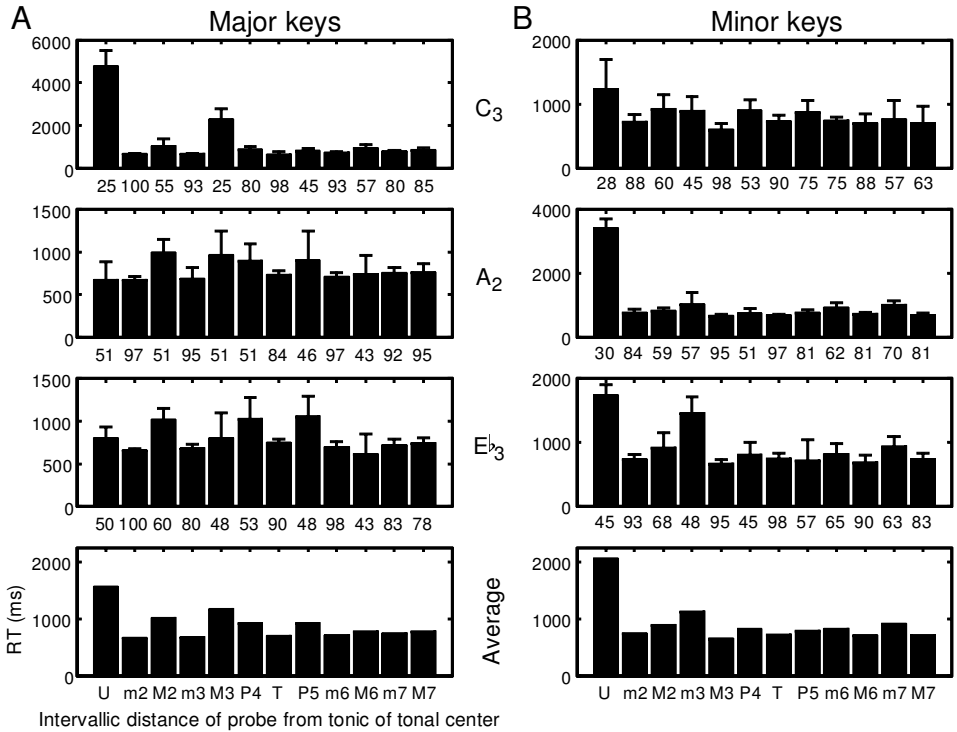 A Major keys B Minor keys
6000
4000
2000
0
25 100 55 93 25 80 98 45 93 57 80 85
C3
2000
1000
0
28 88 60 45 98 53 90 75 75 88 57 63
1500
1000
500
0
51 97 51 95 51 51 84 46 97 43 92 95
A2
4000
2000
0
30 84 59 57 95 51 97 81 62 81 70 81
1500
1000
500
0
50 100 60 80 48 53 90 48 98 43 83 78
E♭3
2000
1000
0
45 93 68 48 95 45 98 57 65 90 63 83
RT (ms)
2000
1000
0
U m2 M2 m3 M3 P4 T P5 m6 M6 m7 M7
Average
2000
1000
0
U m2 M2 m3 M3 P4 T P5 m6 M6 m7 M7
Intervallic distance of probe from tonic of tonal center